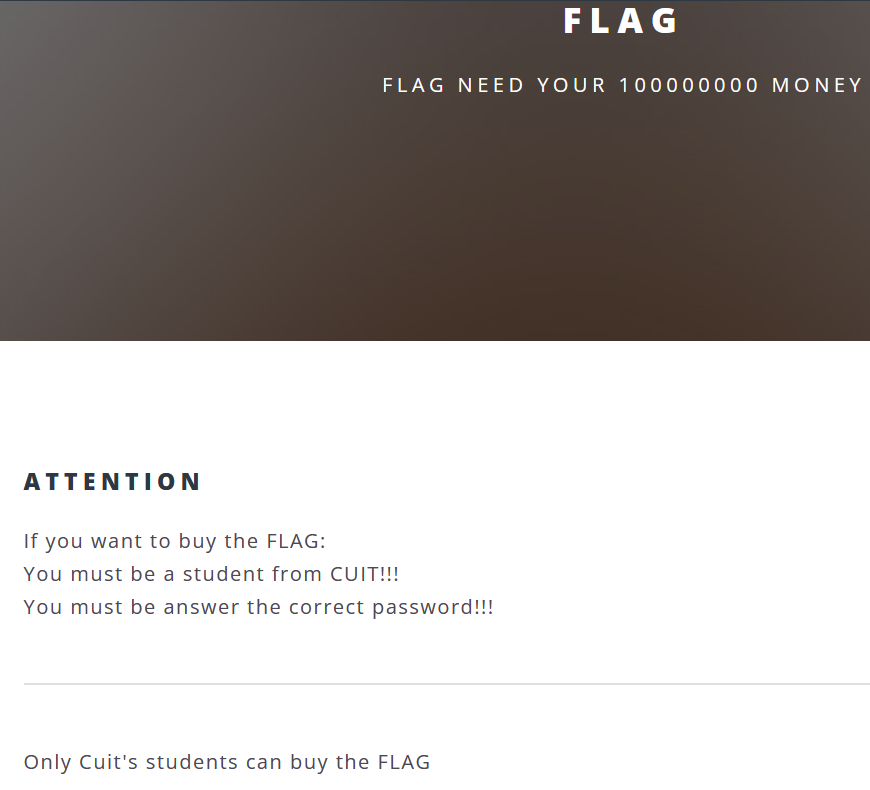 FLAG
FLAG NEED YOUR 100000000 MONEY
ATTENTION
If you want to buy the FLAG:
You must be a student from CUIT!!!
You must be answer the correct password!!!
Only Cuit's students can buy the FLAG